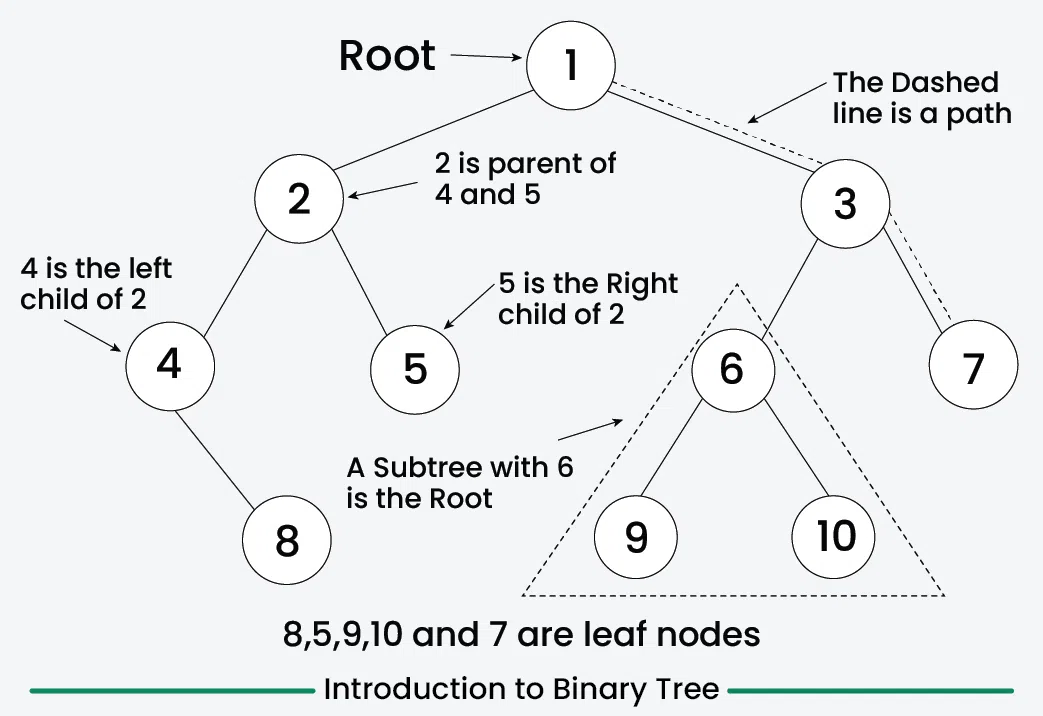 Root
1
The Dashed
line is a path
2
2 is parent of
4 and 5
3
4 is the left
child of 2
5 is the Right
child of 2
4
5
6
7
A Subtree with 6
is the Root
8
9
10
8,5,9,10 and 7 are leaf nodes
Introduction to Binary Tree